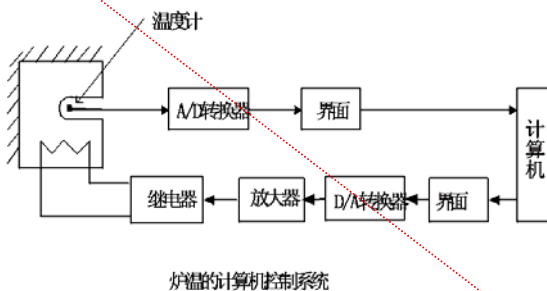 温度计
A/D转换器
界面
计算机
继电器
放大器
D/A转换器
界面
炉温的计算机控制系统